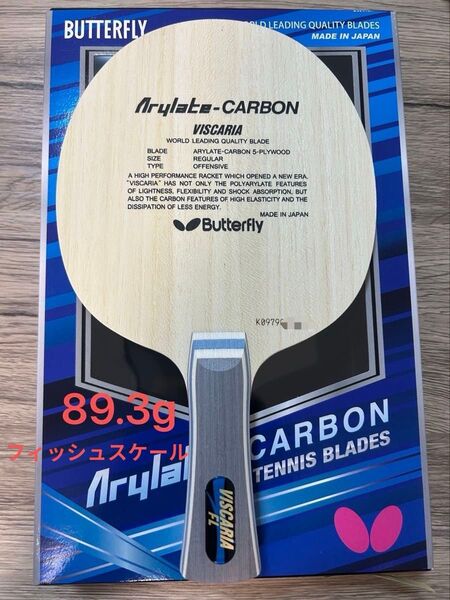 BUTTERFLY
WORLD LEADING QUALITY BLADES
MADE IN JAPAN
Arylate-CARBON
VISCARIA
WORLD LEADING QUALITY BLADE
BLADE ARYLATE-CARBON 5-PLYWOOD
SIZE REGULAR
TYPE OFFENSIVE
A HIGH PERFORMANCE RACKET WHICH OPENED A NEW ERA.
"VISCARIA" HAS NOT ONLY THE POLYARYLATE FEATURES
OF LIGHTNESS, FLEXIBILITY AND SHOCK ABSORPTION, BUT
ALSO THE CARBON FEATURES OF HIGH ELASTICITY AND THE
DISSIPATION OF LESS ENERGY.
MADE IN JAPAN
Butterfly
K0979
89.3g
フィッシュスケール
Arylate CARBON
TENNIS BLADES
VISCARIA
FL